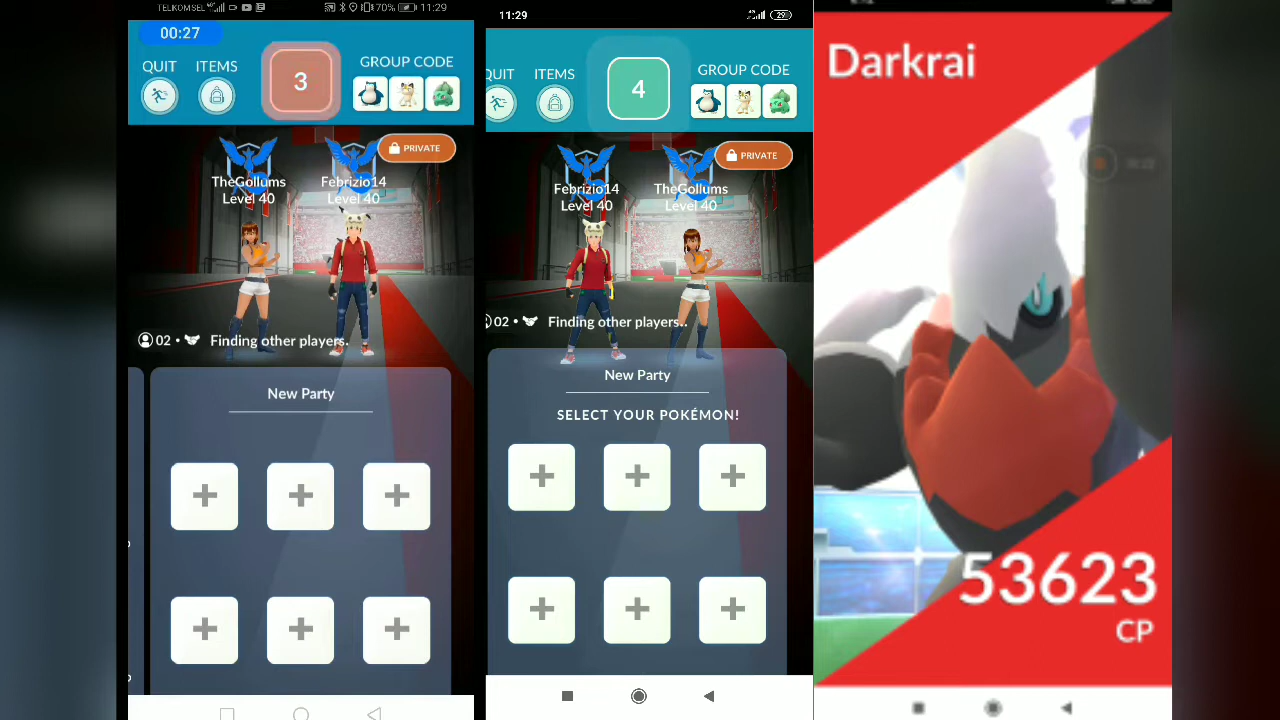 TELKOMSEL 70% 11:29
00:27
QUIT ITEMS
3
GROUP CODE
PRIVATE
TheGollums
Level 40
Febrizio14
Level 40
02 • Finding other players.
New Party
11:29
29
QUIT ITEMS
4
GROUP CODE
PRIVATE
Febrizio14
Level 40
TheGollums
Level 40
02 • Finding other players..
New Party
SELECT YOUR POKÉMON!
Darkrai
53623
CP